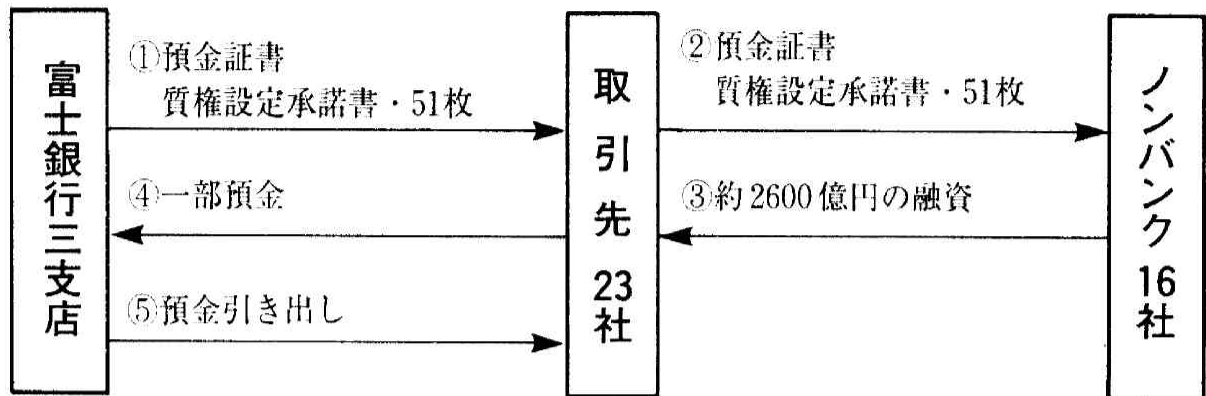 富士銀行三支店
①預金証書
質権設定承諾書・51枚
④一部預金
⑤預金引き出し
取引先23社
②預金証書
質権設定承諾書・51枚
③約2600億円の融資
ノンバンク16社